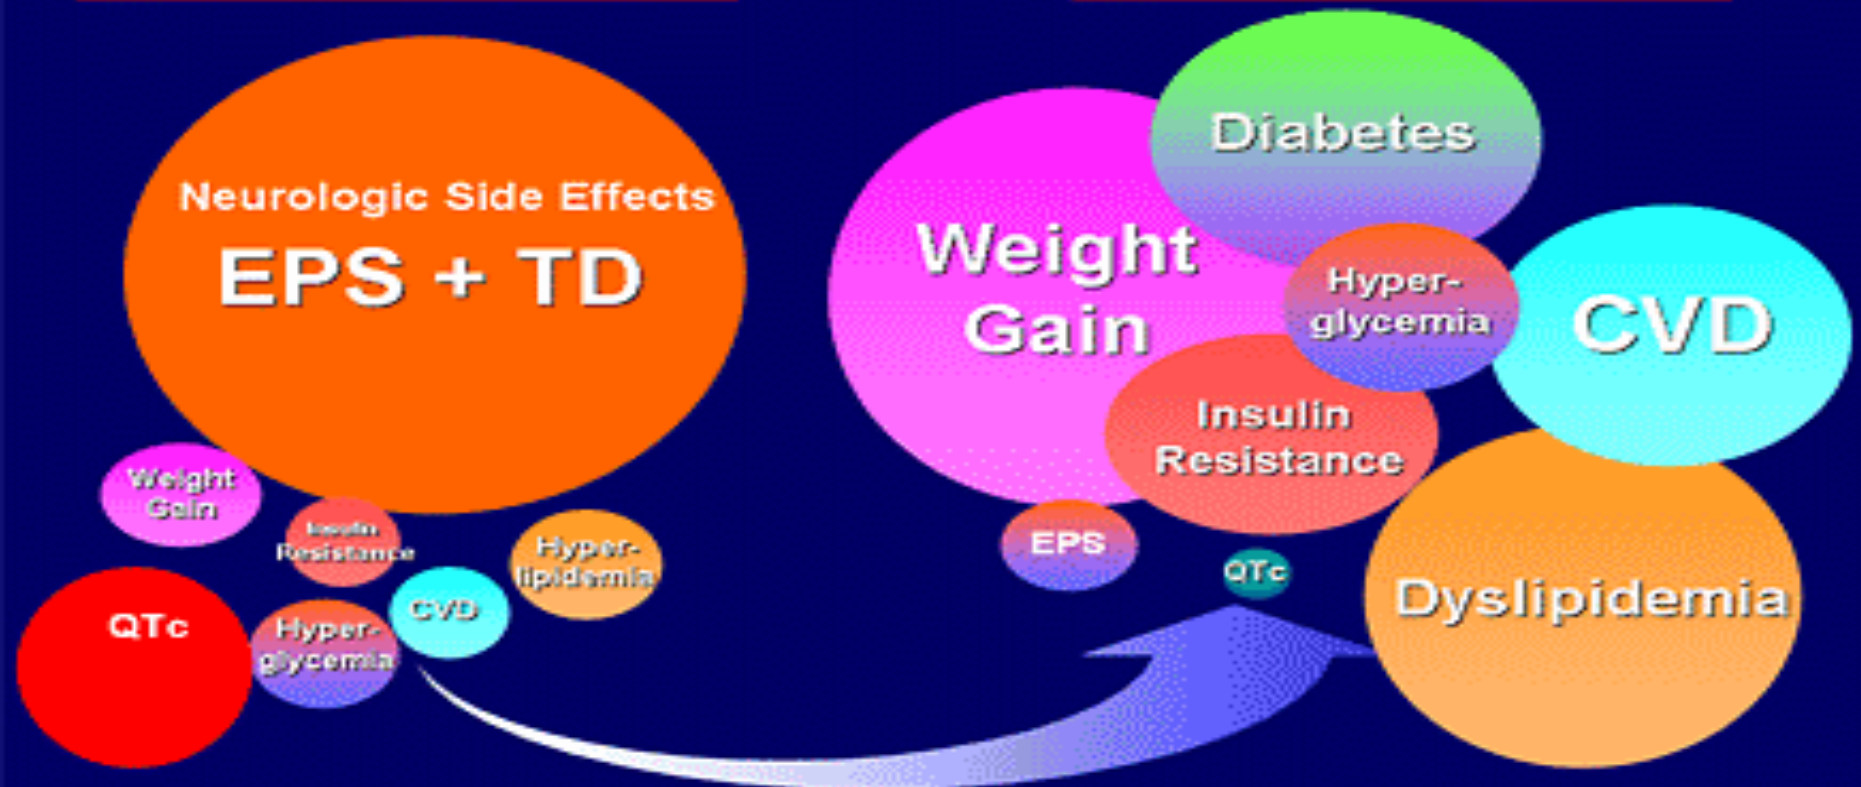 Neurologic Side Effects
EPS + TD
Weight
Gain
Insulin
Resistance
Hyper-
lipidemia
QTc
Hyper-
glycemia
CVD
Diabetes
Weight
Gain
Hyper-
glycemia
CVD
Insulin
Resistance
EPS
QTc
Dyslipidemia